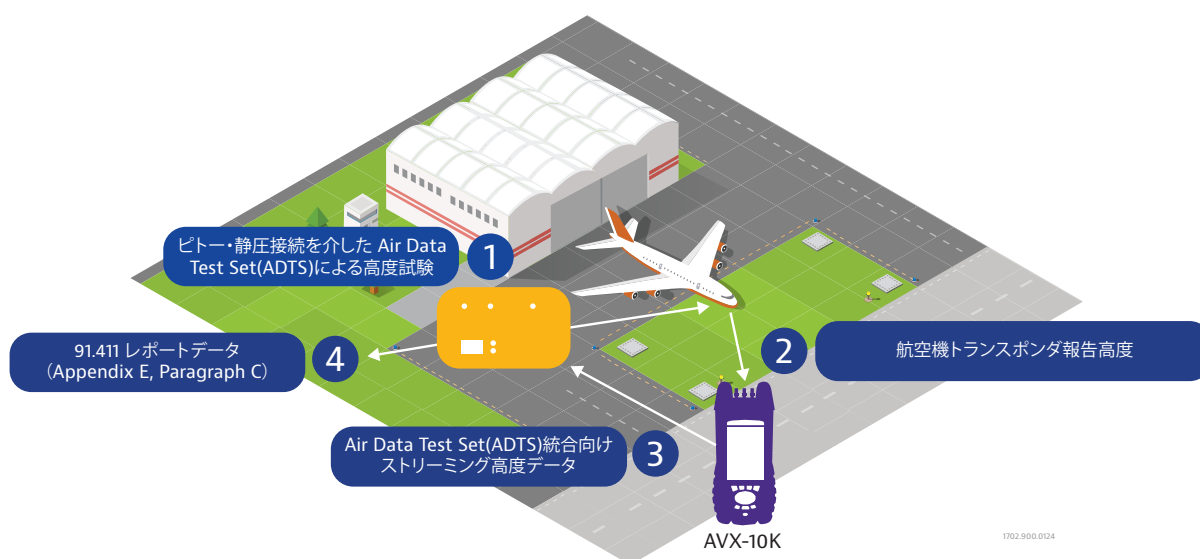 ピトー・静圧接続を介した Air Data
Test Set(ADTS)による高度試験
1
91.411 レポートデータ
(Appendix E, Paragraph C)
4
2
航空機トランスポンダ報告高度
Air Data Test Set(ADTS)統合向け
ストリーミング高度データ
3
AVX-10K
1702.900.0124